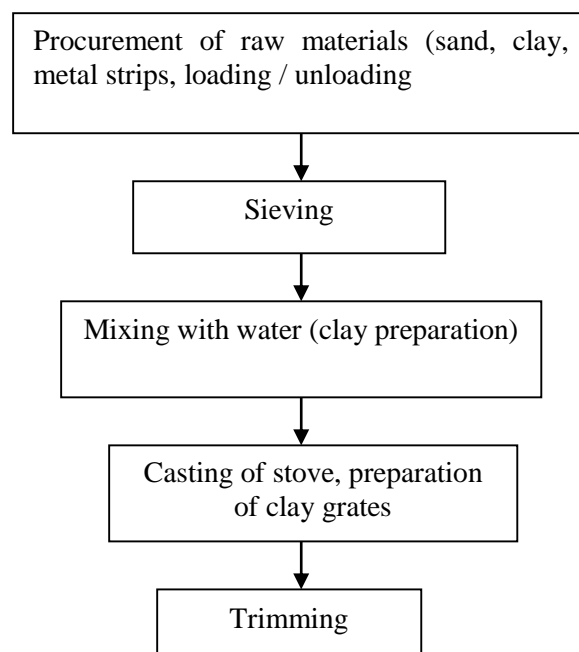 Procurement of raw materials (sand, clay,
metal strips, loading / unloading
Sieving
Mixing with water (clay preparation)
Casting of stove, preparation
of clay grates
Trimming